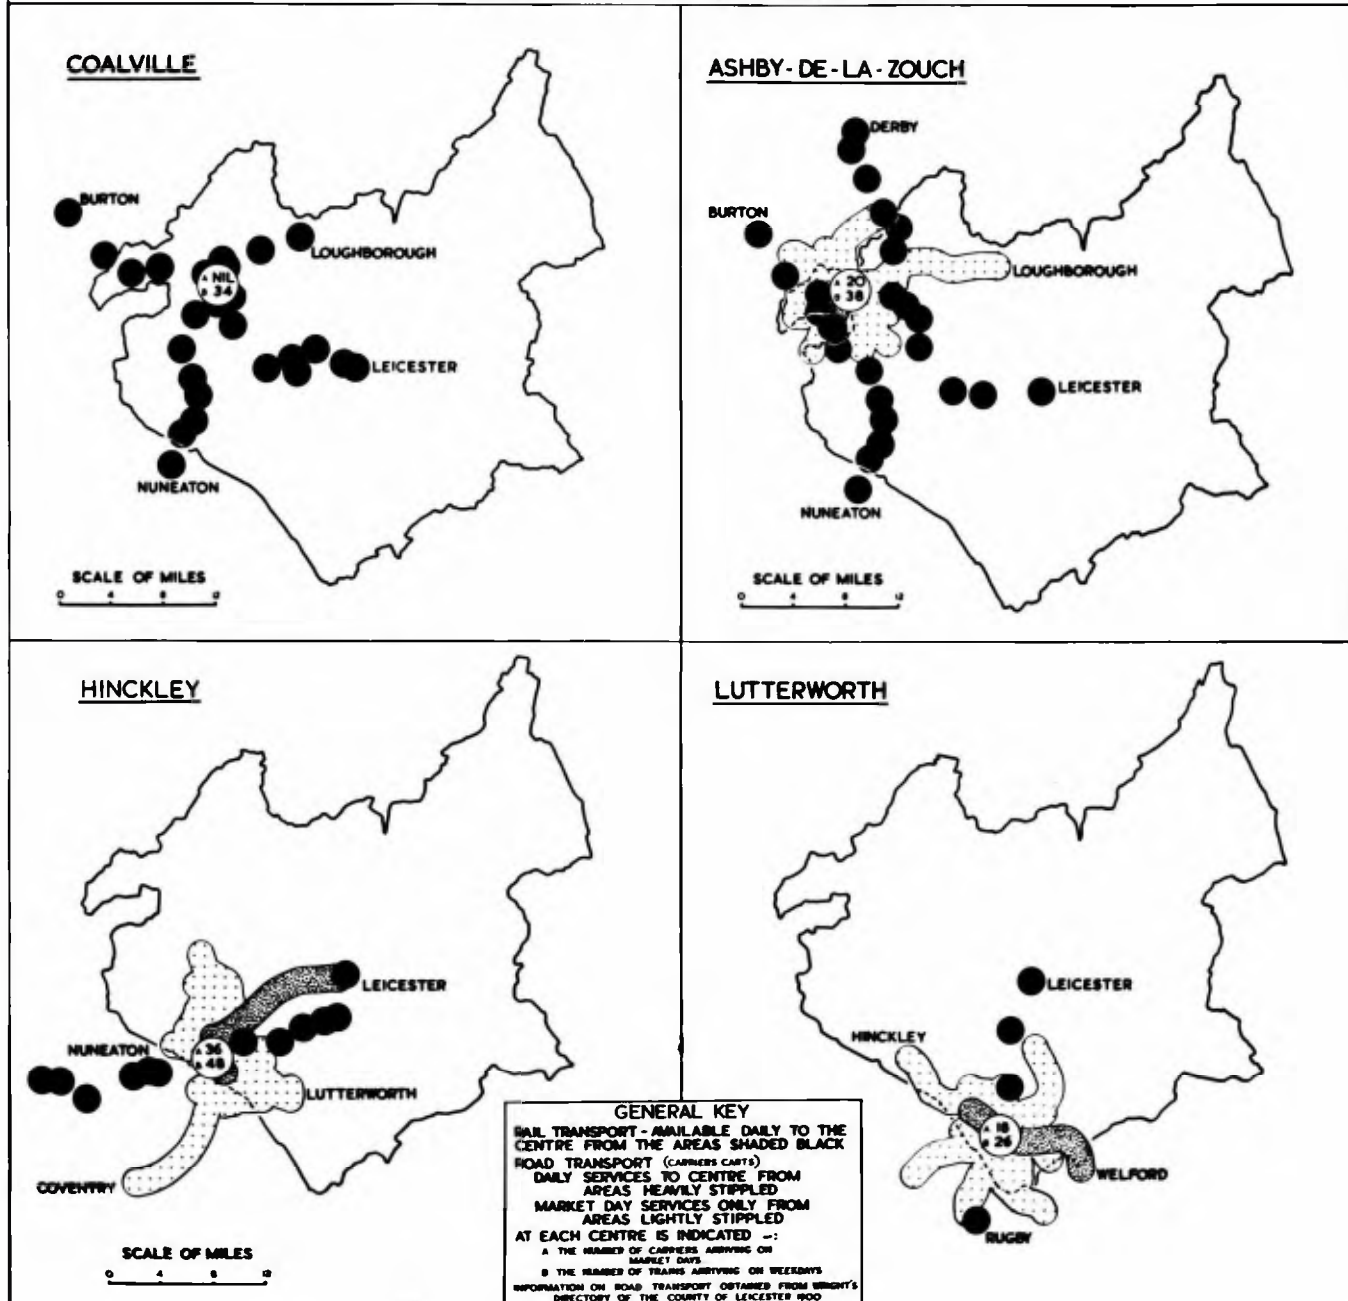 COALVILLE
BURTON
LOUGHBOROUGH
A NIL
B 34
LEICESTER
NUNEATON
SCALE OF MILES
0 4 8 12
ASHBY-DE-LA-ZOUCH
DERBY
BURTON
LOUGHBOROUGH
A 20
B 38
LEICESTER
NUNEATON
SCALE OF MILES
0 4 8 12
HINCKLEY
LEICESTER
NUNEATON
A 36
B 48
LUTTERWORTH
COVENTRY
SCALE OF MILES
0 4 8 12
LUTTERWORTH
LEICESTER
HINCKLEY
A 18
B 26
WELFORD
RUGBY
GENERAL KEY
RAIL TRANSPORT - AVAILABLE DAILY TO THE
CENTRE FROM THE AREAS SHADED BLACK
ROAD TRANSPORT (CARRIERS CARTS)
DAILY SERVICES TO CENTRE FROM
AREAS HEAVILY STIPPLED
MARKET DAY SERVICES ONLY FROM
AREAS LIGHTLY STIPPLED
AT EACH CENTRE IS INDICATED -:
A THE NUMBER OF CARRIERS ARRIVING ON
MARKET DAYS
B THE NUMBER OF TRAINS ARRIVING ON WEEKDAYS
INFORMATION ON ROAD TRANSPORT OBTAINED FROM WRIGHT'S
DIRECTORY OF THE COUNTY OF LEICESTER 1900